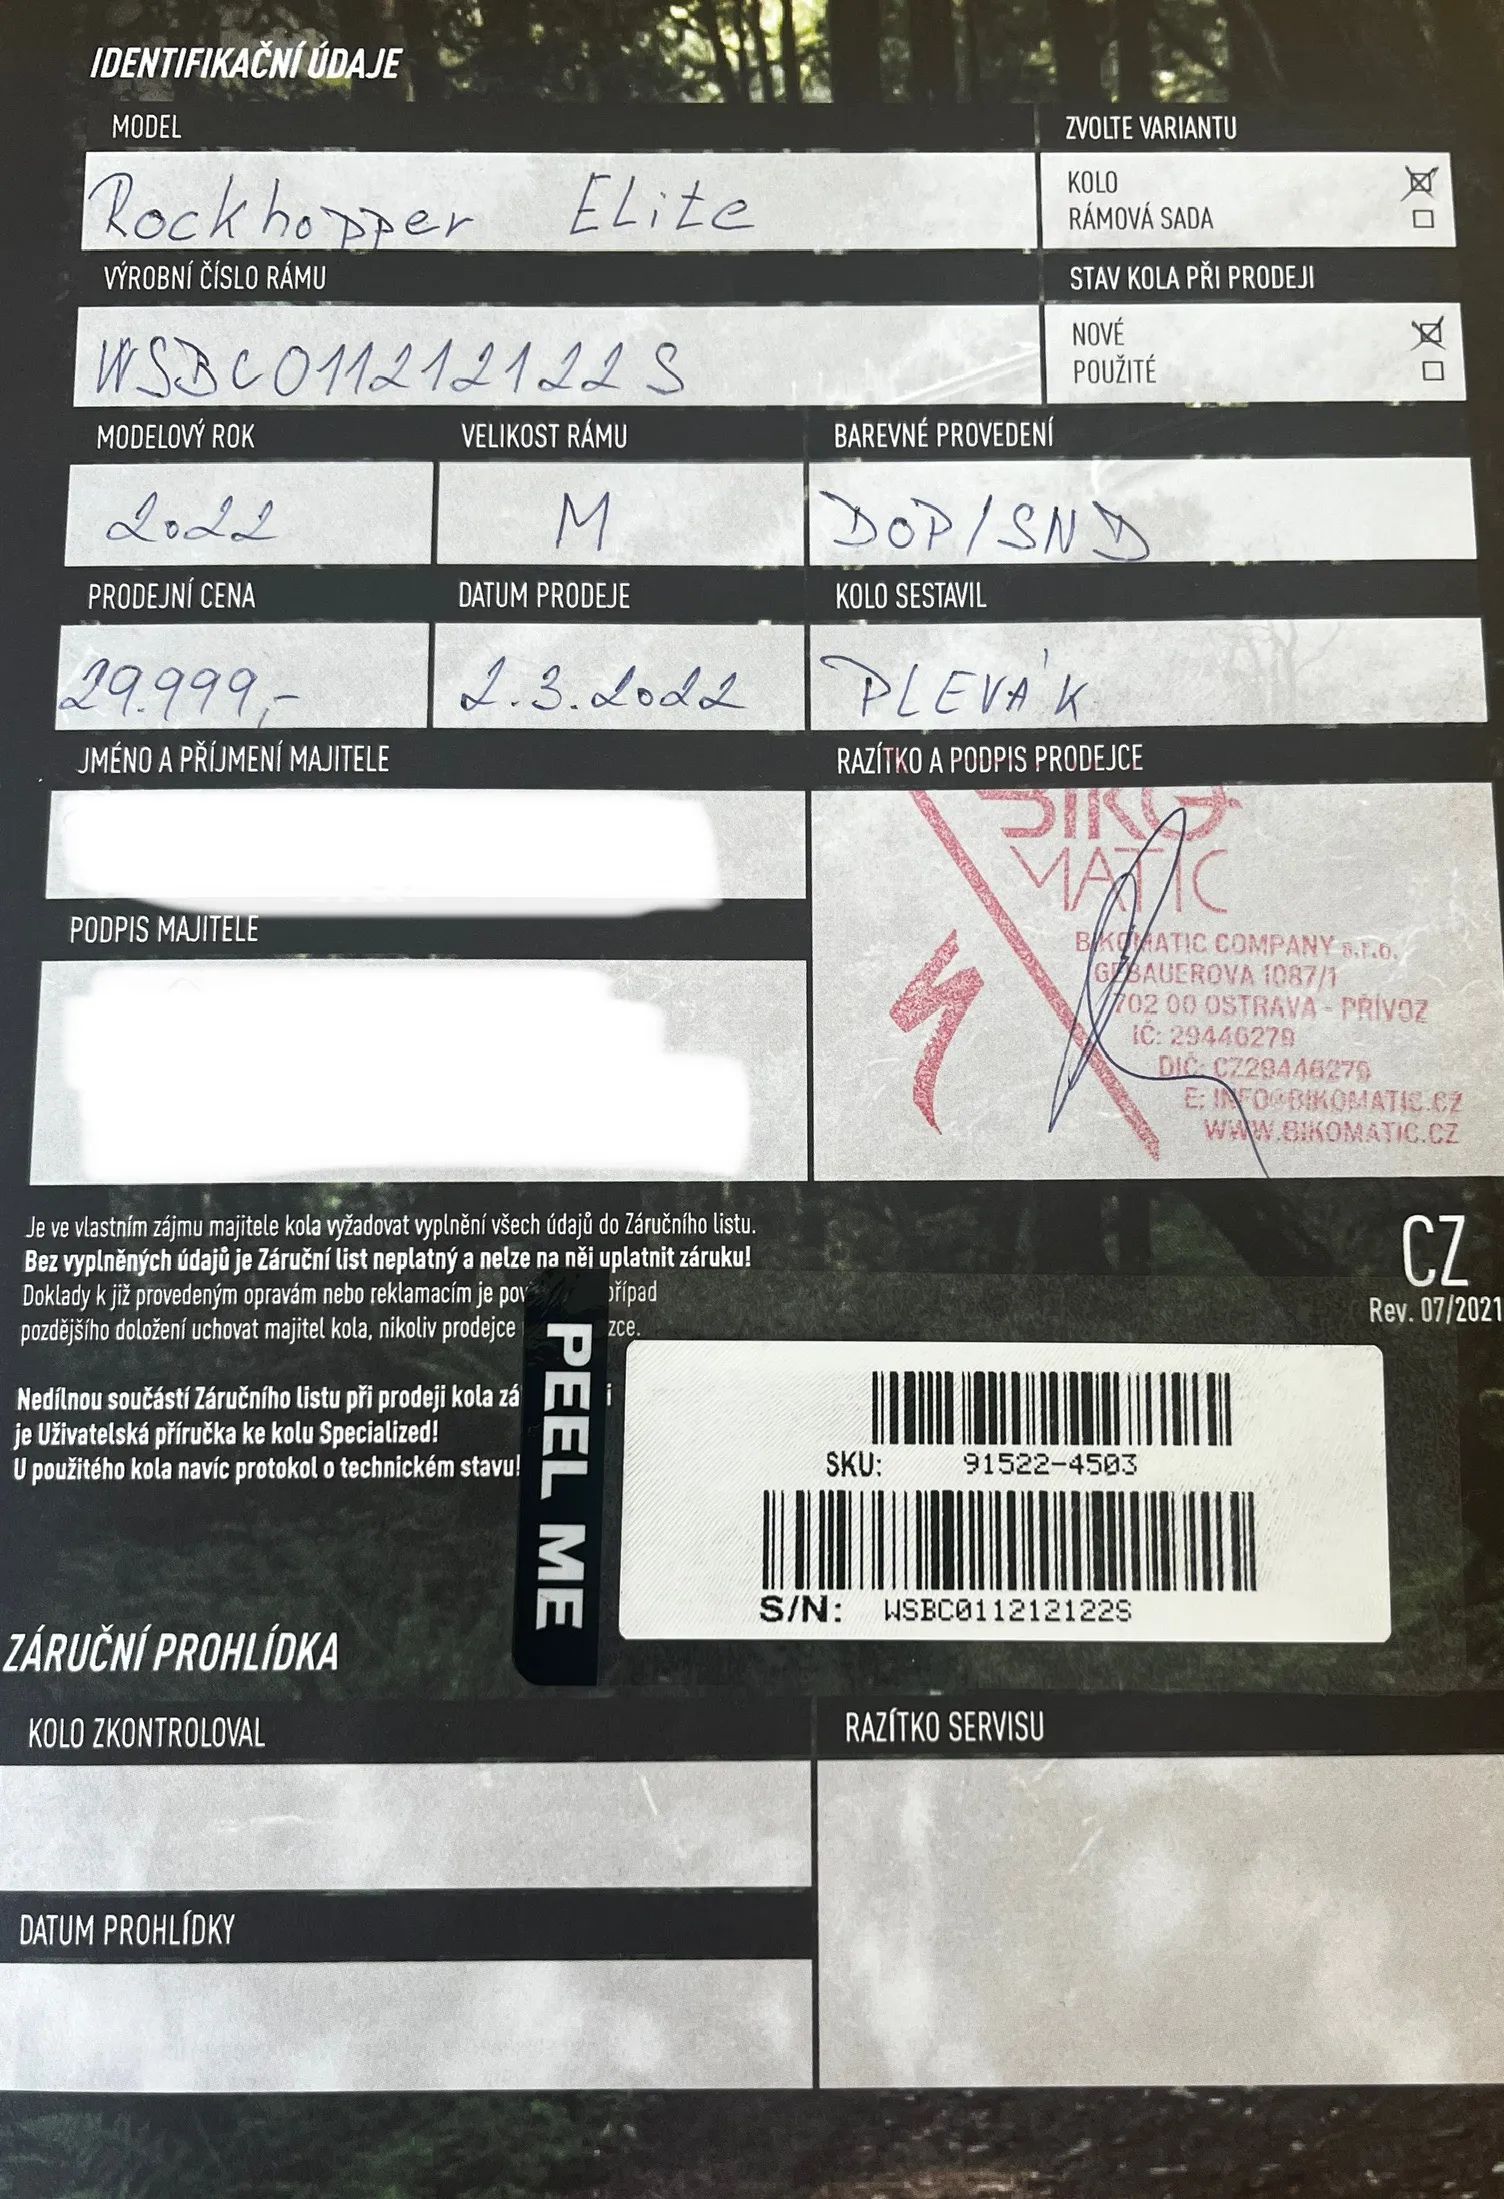 IDENTIFIKAČNÍ ÚDAJE
MODEL
Rockhopper Elite
ZVOLTE VARIANTU
KOLO
RÁMOVÁ SADA
VÝROBNÍ ČÍSLO RÁMU
WSBC011212122S
STAV KOLA PŘI PRODEJI
NOVÉ
POUŽITÉ
MODELOVÝ ROK
2022
VELIKOST RÁMU
M
BAREVNÉ PROVEDENÍ
DOP/SND
PRODEJNÍ CENA
29.999,-
DATUM PRODEJE
2.3.2022
KOLO SESTAVIL
PLEVÁK
JMÉNO A PŘÍJMENÍ MAJITELE
PODPIS MAJITELE
RAZÍTKO A PODPIS PRODEJCE
BIKO
MATIC
BIKOMATIC COMPANY s.r.o.
GEBAUEROVA 1087/1
702 00 OSTRAVA - PŘÍVOZ
IČ: 29446279
DIČ: CZ29446279
E: INFO@BIKOMATIC.CZ
WWW.BIKOMATIC.CZ
Je ve vlastním zájmu majitele kola vyžadovat vyplnění všech údajů do Záručního listu.
Bez vyplněných údajů je Záruční list neplatný a nelze na něj uplatnit záruku!
Doklady k již provedeným opravám nebo reklamacím je
pozdějšího doložení uchovat majitel kola, nikoliv prodejce
Nedílnou součástí Záručního listu při prodeji kola
je Uživatelská příručka ke kolu Specialized!
U použitého kola navíc protokol o technickém stavu!
CZ
Rev. 07/2021
PEEL ME
SKU: 91522-4503
S/N: WSBC011212122S
ZÁRUČNÍ PROHLÍDKA
KOLO ZKONTROLOVAL
RAZÍTKO SERVISU
DATUM PROHLÍDKY